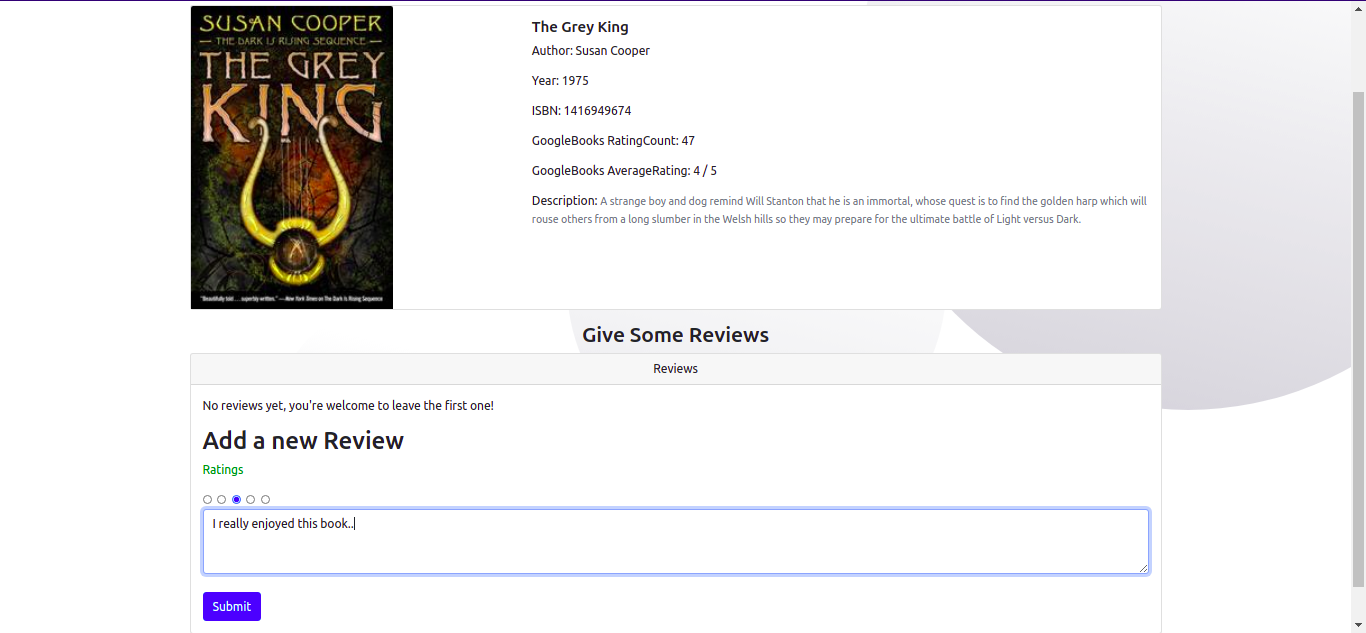 SUSAN COOPER
— THE DARK IS RISING SEQUENCE —
THE GREY
KING
"Beautifully told . . . superbly written." —New York Times on The Dark Is Rising Sequence
The Grey King
Author: Susan Cooper
Year: 1975
ISBN: 1416949674
GoogleBooks RatingCount: 47
GoogleBooks AverageRating: 4 / 5
Description: A strange boy and dog remind Will Stanton that he is an immortal, whose quest is to find the golden harp which will
rouse others from a long slumber in the Welsh hills so they may prepare for the ultimate battle of Light versus Dark.
Give Some Reviews
Reviews
No reviews yet, you're welcome to leave the first one!
Add a new Review
Ratings
I really enjoyed this book..
Submit